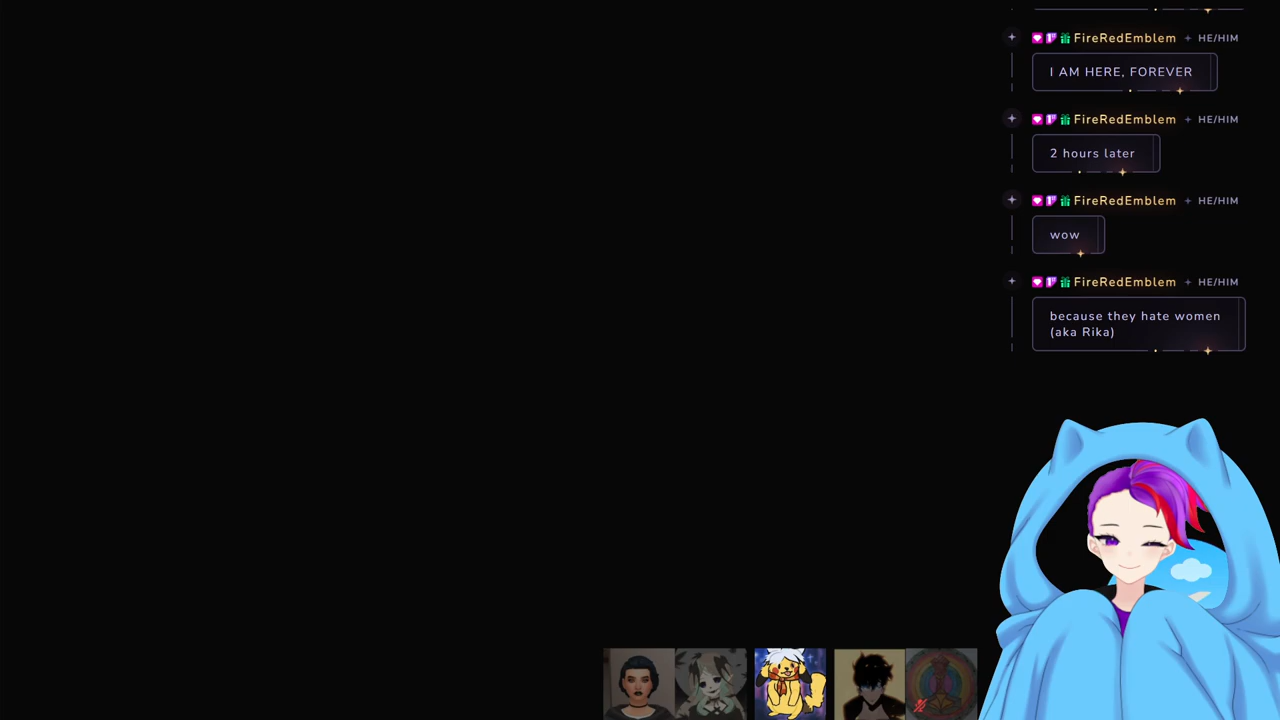 FireRedEmblem HE/HIM
I AM HERE, FOREVER
FireRedEmblem HE/HIM
2 hours later
FireRedEmblem HE/HIM
wow
FireRedEmblem HE/HIM
because they hate women
(aka Rika)